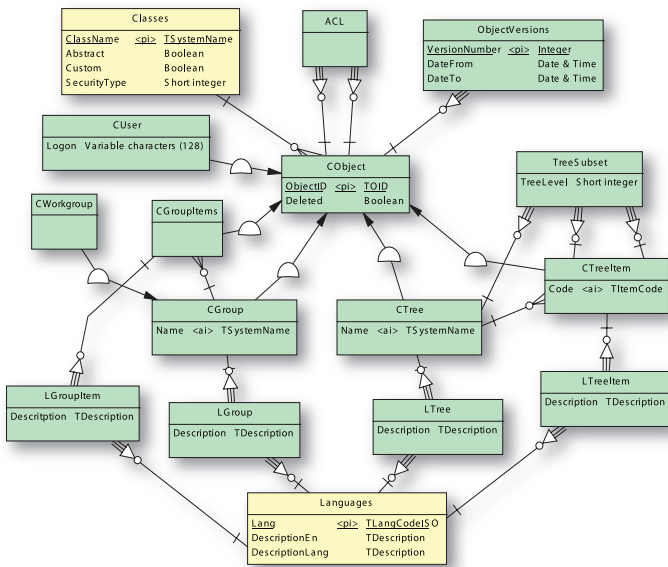 Classes
ClassName <pi> TSystemName
Abstract Boolean
Custom Boolean
SecurityType Short integer
ACL
ObjectVersions
VersionNumber <pi> Integer
DateFrom Date & Time
DateTo Date & Time
CUser
Logon Variable characters (128)
CObject
ObjectID <pi> TOID
Deleted Boolean
TreeSubset
TreeLevel Short integer
CWorkgroup
CGroupItems
CTreeItem
Code <ai> TItemCode
CGroup
Name <ai> TSystemName
CTree
Name <ai> TSystemName
LGroupItem
Descritption TDescription
LGroup
Description TDescription
LTree
Description TDescription
LTreeItem
Description TDescription
Languages
Lang <pi> TLangCodeISO
DescriptionEn TDescription
DescriptionLang TDescription